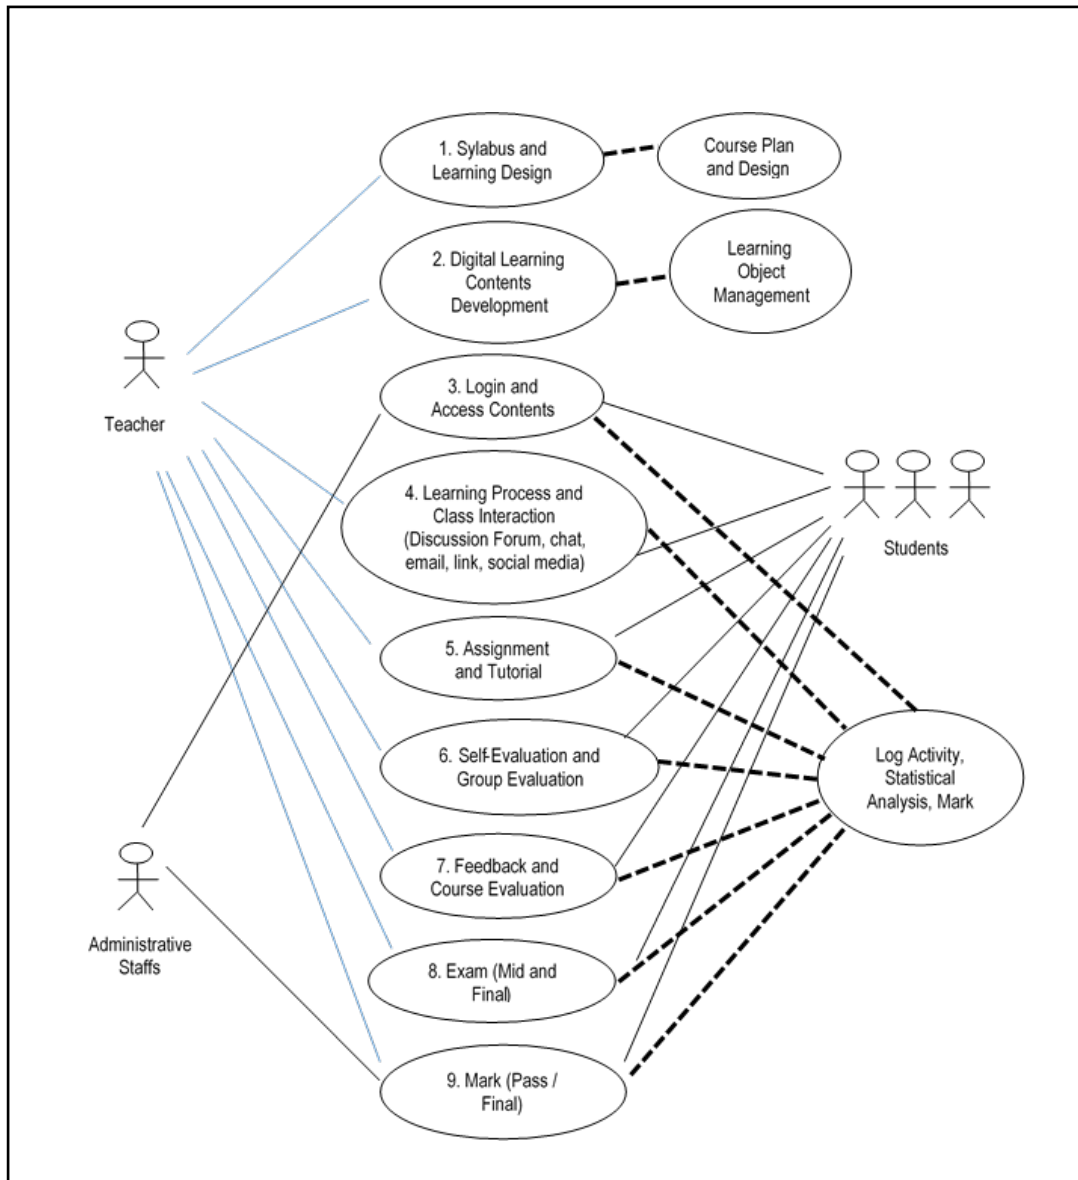 1. Sylabus and
Learning Design
Course Plan
and Design
2. Digital Learning
Contents
Development
Learning
Object
Management
Teacher
3. Login and
Access Contents
4. Learning Process and
Class Interaction
(Discussion Forum, chat,
email, link, social media)
Students
5. Assignment
and Tutorial
6. Self-Evaluation and
Group Evaluation
Log Activity,
Statistical
Analysis, Mark
7. Feedback and
Course Evaluation
Administrative
Staffs
8. Exam (Mid and
Final)
9. Mark (Pass /
Final)